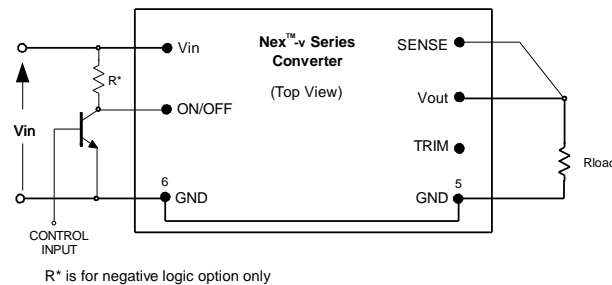 Nex™-v Series
Converter
(Top View)
Vin
R*
ON/OFF
Vin
6
GND
SENSE
Vout
TRIM
5
GND
Rload
CONTROL
INPUT
R* is for negative logic option only